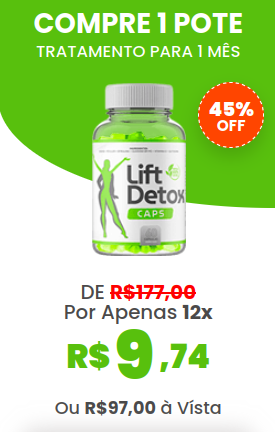 COMPRE 1 POTE
TRATAMENTO PARA 1 MÊS
45%
OFF
Lift
Detox
CAPS
DE R$177,00
Por Apenas 12x
R$9,74
Ou R$97,00 à Vísta